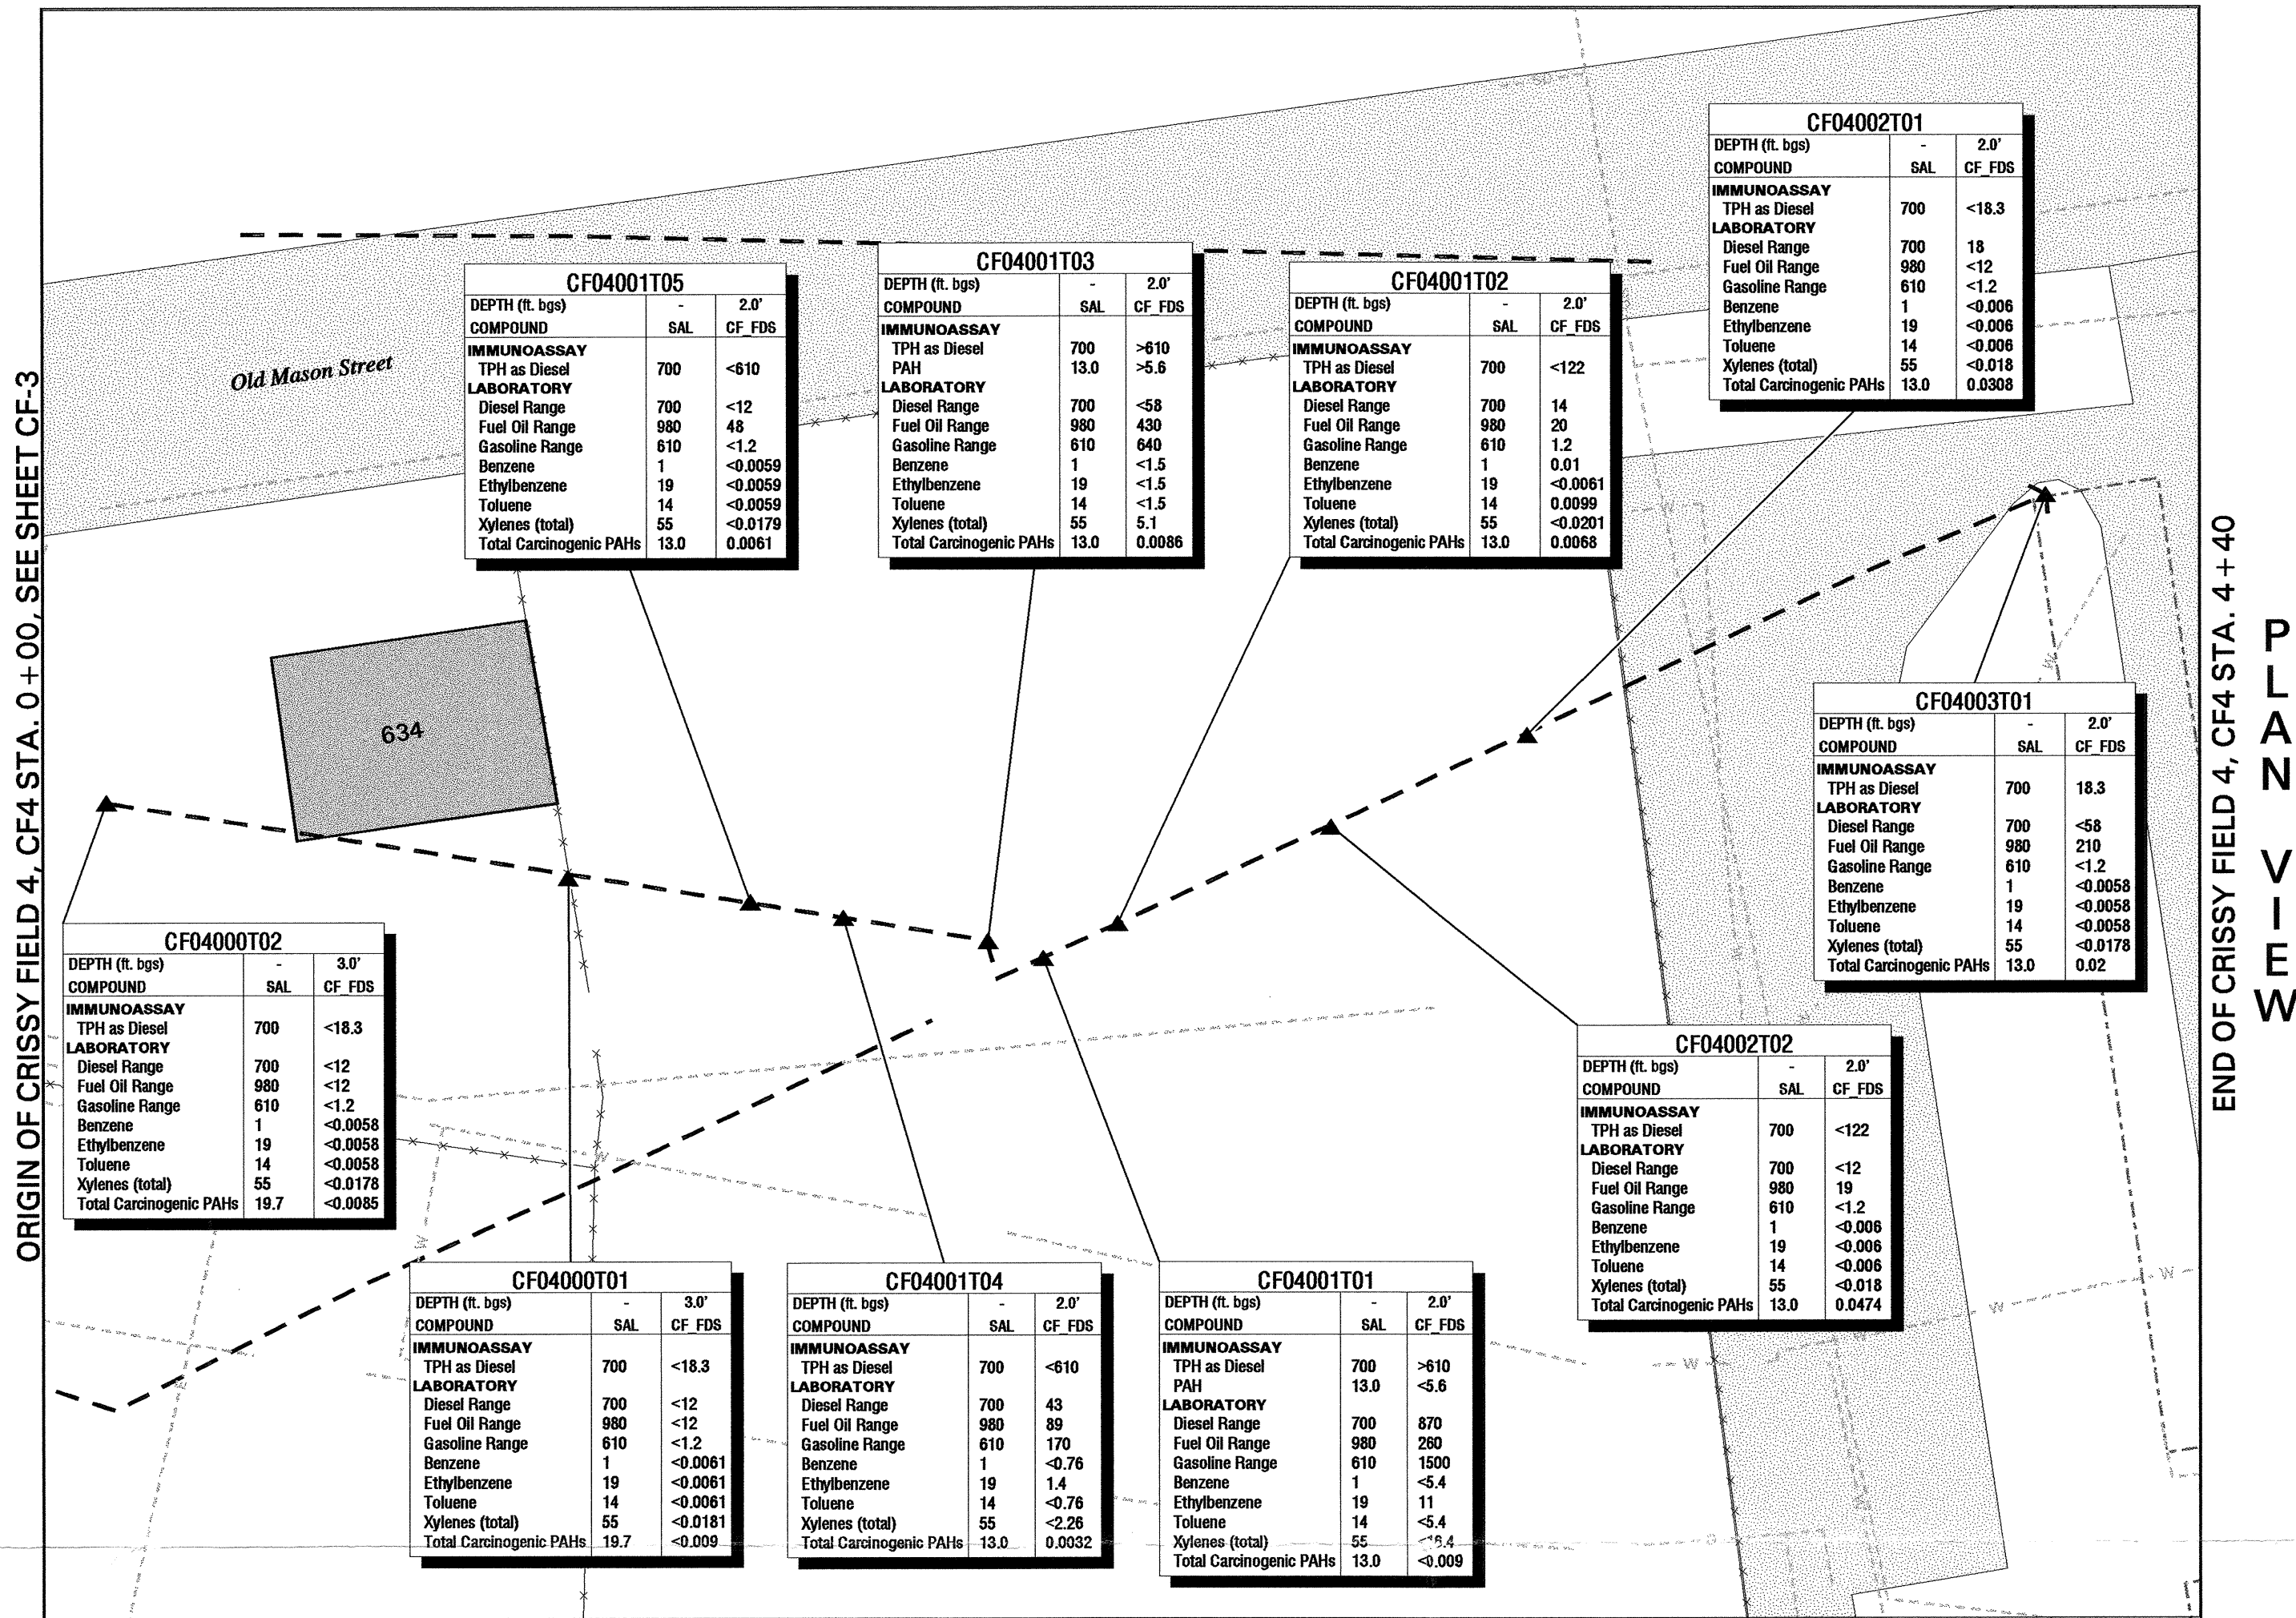 ORIGIN OF CRISSY FIELD 4, CF4 STA. 0+00, SEE SHEET CF-3
Old Mason Street
634
CF04001T05
DEPTH (ft. bgs) - 2.0'
COMPOUND SAL CF_FDS
IMMUNOASSAY
TPH as Diesel 700 <610
LABORATORY
Diesel Range 700 <12
Fuel Oil Range 980 48
Gasoline Range 610 <1.2
Benzene 1 <0.0059
Ethylbenzene 19 <0.0059
Toluene 14 <0.0059
Xylenes (total) 55 <0.0179
Total Carcinogenic PAHs 13.0 0.0061
CF04001T03
DEPTH (ft. bgs) - 2.0'
COMPOUND SAL CF_FDS
IMMUNOASSAY
TPH as Diesel 700 >610
PAH 13.0 >5.6
LABORATORY
Diesel Range 700 <58
Fuel Oil Range 980 430
Gasoline Range 610 640
Benzene 1 <1.5
Ethylbenzene 19 <1.5
Toluene 14 <1.5
Xylenes (total) 55 5.1
Total Carcinogenic PAHs 13.0 0.0086
CF04001T02
DEPTH (ft. bgs) - 2.0'
COMPOUND SAL CF_FDS
IMMUNOASSAY
TPH as Diesel 700 <122
LABORATORY
Diesel Range 700 14
Fuel Oil Range 980 20
Gasoline Range 610 1.2
Benzene 1 0.01
Ethylbenzene 19 <0.0061
Toluene 14 0.0099
Xylenes (total) 55 <0.0201
Total Carcinogenic PAHs 13.0 0.0068
CF04002T01
DEPTH (ft. bgs) - 2.0'
COMPOUND SAL CF_FDS
IMMUNOASSAY
TPH as Diesel 700 <18.3
LABORATORY
Diesel Range 700 18
Fuel Oil Range 980 <12
Gasoline Range 610 <1.2
Benzene 1 <0.006
Ethylbenzene 19 <0.006
Toluene 14 <0.006
Xylenes (total) 55 <0.018
Total Carcinogenic PAHs 13.0 0.0308
CF04003T01
DEPTH (ft. bgs) - 2.0'
COMPOUND SAL CF_FDS
IMMUNOASSAY
TPH as Diesel 700 18.3
LABORATORY
Diesel Range 700 <58
Fuel Oil Range 980 210
Gasoline Range 610 <1.2
Benzene 1 <0.0058
Ethylbenzene 19 <0.0058
Toluene 14 <0.0058
Xylenes (total) 55 <0.0178
Total Carcinogenic PAHs 13.0 0.02
CF04000T02
DEPTH (ft. bgs) - 3.0'
COMPOUND SAL CF_FDS
IMMUNOASSAY
TPH as Diesel 700 <18.3
LABORATORY
Diesel Range 700 <12
Fuel Oil Range 980 <12
Gasoline Range 610 <1.2
Benzene 1 <0.0058
Ethylbenzene 19 <0.0058
Toluene 14 <0.0058
Xylenes (total) 55 <0.0178
Total Carcinogenic PAHs 19.7 <0.0085
CF04002T02
DEPTH (ft. bgs) - 2.0'
COMPOUND SAL CF_FDS
IMMUNOASSAY
TPH as Diesel 700 <122
LABORATORY
Diesel Range 700 <12
Fuel Oil Range 980 19
Gasoline Range 610 <1.2
Benzene 1 <0.006
Ethylbenzene 19 <0.006
Toluene 14 <0.006
Xylenes (total) 55 <0.018
Total Carcinogenic PAHs 13.0 0.0474
CF04000T01
DEPTH (ft. bgs) - 3.0'
COMPOUND SAL CF_FDS
IMMUNOASSAY
TPH as Diesel 700 <18.3
LABORATORY
Diesel Range 700 <12
Fuel Oil Range 980 <12
Gasoline Range 610 <1.2
Benzene 1 <0.0061
Ethylbenzene 19 <0.0061
Toluene 14 <0.0061
Xylenes (total) 55 <0.0181
Total Carcinogenic PAHs 19.7 <0.009
CF04001T04
DEPTH (ft. bgs) - 2.0'
COMPOUND SAL CF_FDS
IMMUNOASSAY
TPH as Diesel 700 <610
LABORATORY
Diesel Range 700 43
Fuel Oil Range 980 89
Gasoline Range 610 170
Benzene 1 <0.76
Ethylbenzene 19 1.4
Toluene 14 <0.76
Xylenes (total) 55 <2.26
Total Carcinogenic PAHs 13.0 0.0032
CF04001T01
DEPTH (ft. bgs) - 2.0'
COMPOUND SAL CF_FDS
IMMUNOASSAY
TPH as Diesel 700 >610
PAH 13.0 <5.6
LABORATORY
Diesel Range 700 870
Fuel Oil Range 980 260
Gasoline Range 610 1500
Benzene 1 <5.4
Ethylbenzene 19 11
Toluene 14 <5.4
Xylenes (total) 55
Total Carcinogenic PAHs 13.0 <0.009
END OF CRISSY FIELD 4, CF4 STA. 4+40
PLAN VIEW